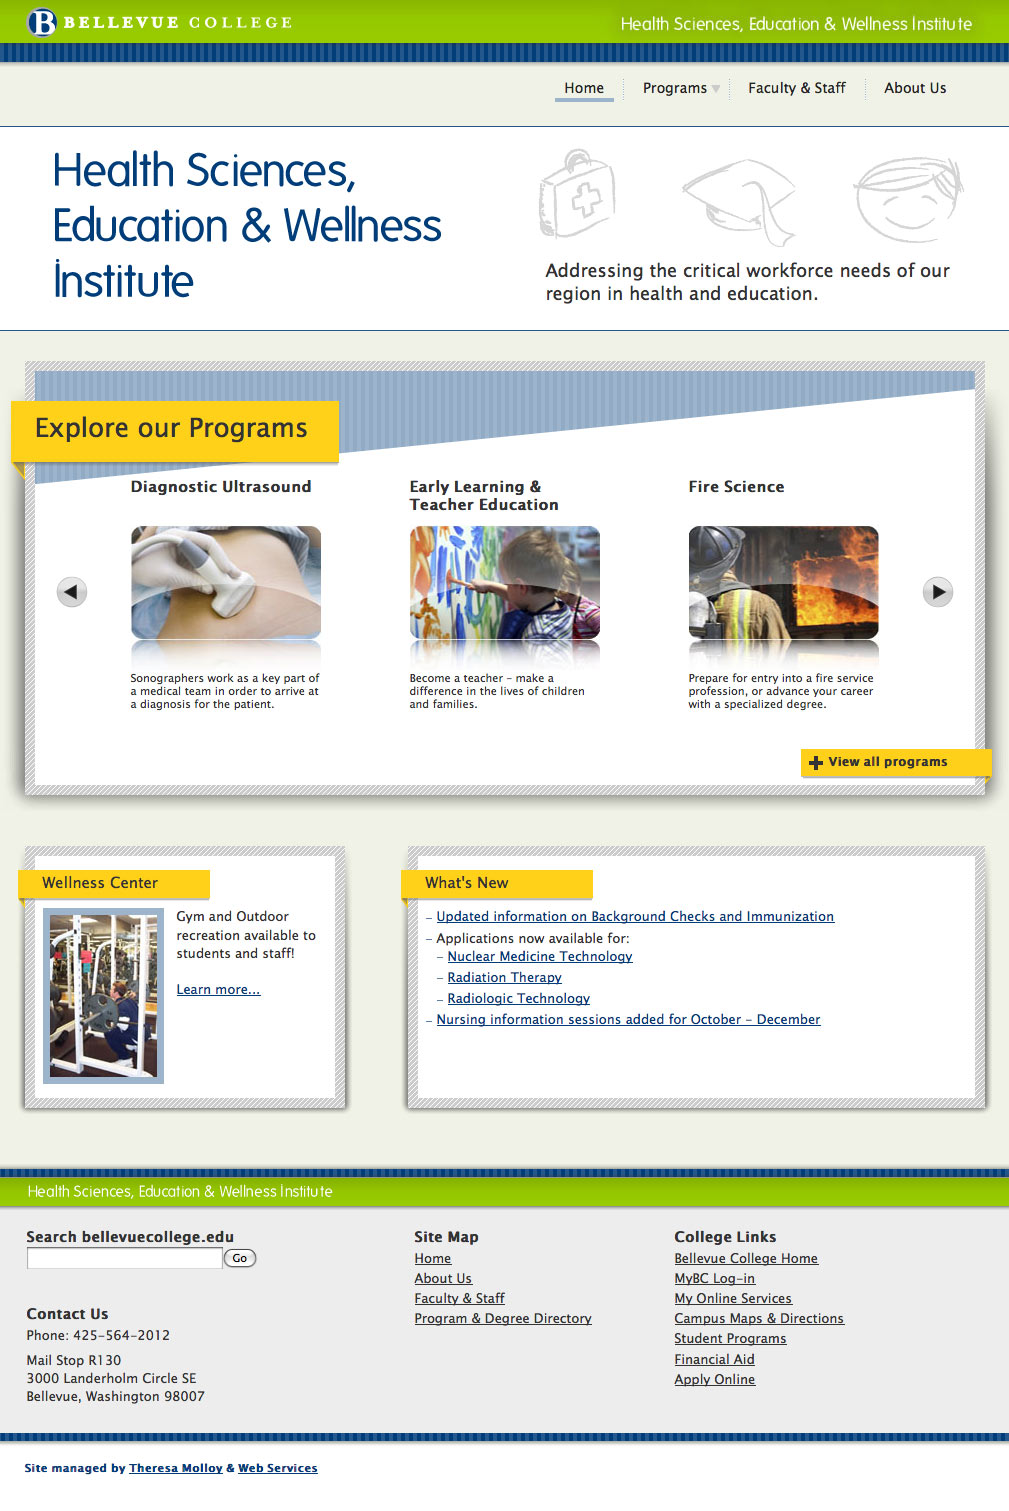 B BELLEVUE COLLEGE
Health Sciences, Education & Wellness Institute
Home
Programs
Faculty & Staff
About Us
Health Sciences,
Education & Wellness
Institute
Addressing the critical workforce needs of our
region in health and education.
Explore our Programs
Diagnostic Ultrasound
Sonographers work as a key part of
a medical team in order to arrive at
a diagnosis for the patient.
Early Learning &
Teacher Education
Become a teacher – make a
difference in the lives of children
and families.
Fire Science
Prepare for entry into a fire service
profession, or advance your career
with a specialized degree.
View all programs
Wellness Center
Gym and Outdoor
recreation available to
students and staff!
Learn more...
What's New
– Updated information on Background Checks and Immunization
– Applications now available for:
– Nuclear Medicine Technology
– Radiation Therapy
– Radiologic Technology
– Nursing information sessions added for October – December
Health Sciences, Education & Wellness Institute
Search bellevuecollege.edu
Go
Contact Us
Phone: 425-564-2012
Mail Stop R130
3000 Landerholm Circle SE
Bellevue, Washington 98007
Site Map
Home
About Us
Faculty & Staff
Program & Degree Directory
College Links
Bellevue College Home
MyBC Log-in
My Online Services
Campus Maps & Directions
Student Programs
Financial Aid
Apply Online
Site managed by Theresa Molloy & Web Services